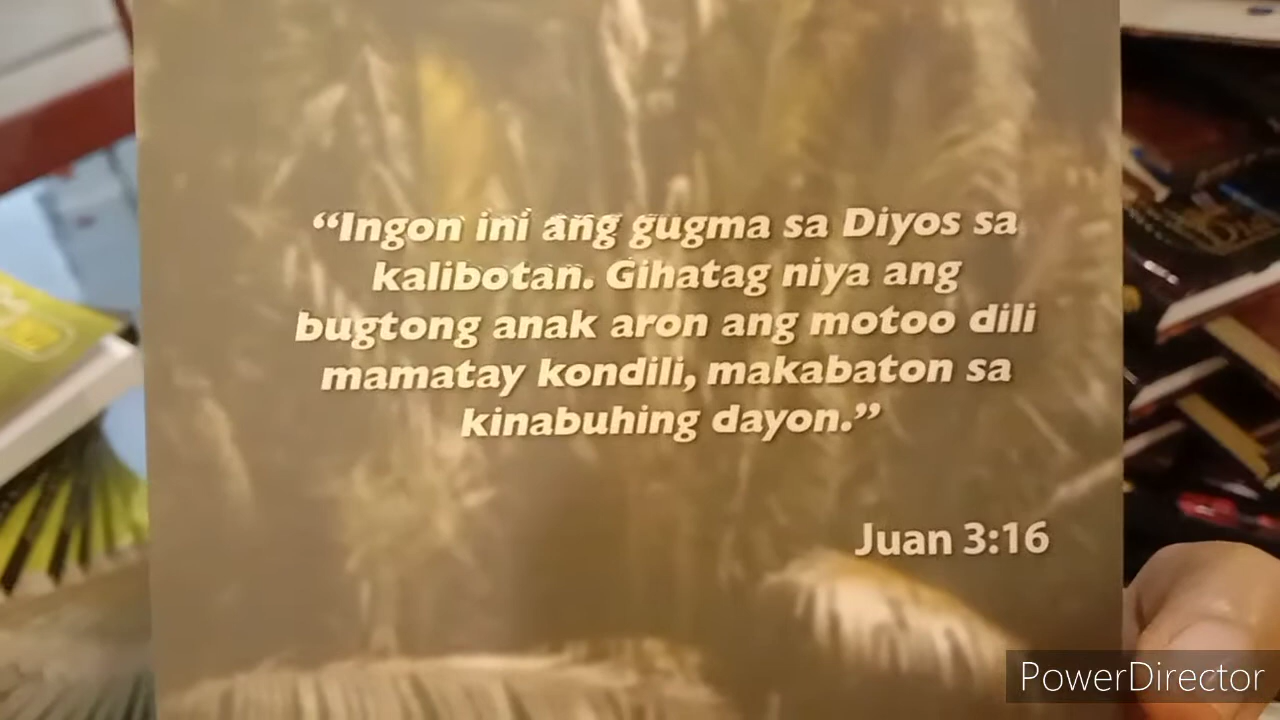 “Ingon ini ang gugma sa Diyos sa
kalibotan. Gihatag niya ang
bugtong anak aron ang motoo dili
mamatay kondili, makabaton sa
kinabuhing dayon.”
Juan 3:16
PowerDirector